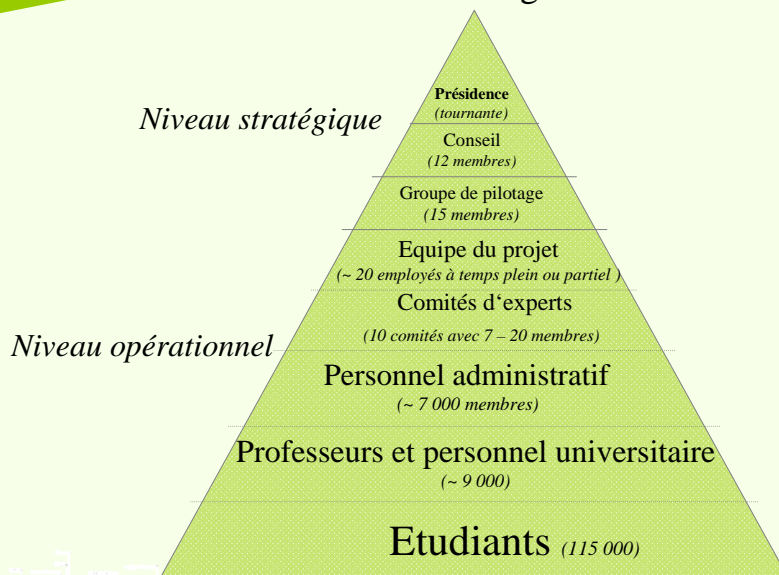 Présidence
(tournante)
Niveau stratégique
Conseil
(12 membres)
Groupe de pilotage
(15 membres)
Equipe du projet
(~ 20 employés à temps plein ou partiel )
Comités d‘experts
(10 comités avec 7 – 20 membres)
Niveau opérationnel
Personnel administratif
(~ 7 000 membres)
Professeurs et personnel universitaire
(~ 9 000)
Etudiants (115 000)